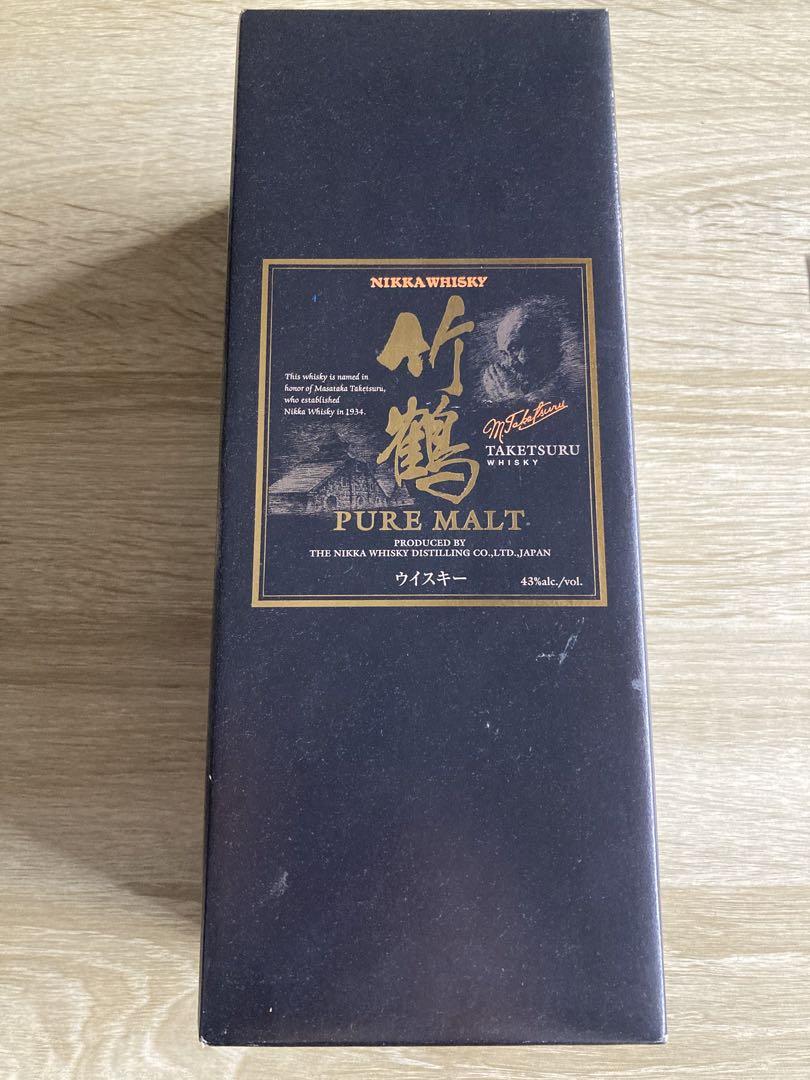 NIKKA WHISKY
竹鶴
This whisky is named in
honor of Masataka Taketsuru,
who established
Nikka Whisky in 1934.
M.Taketsuru
TAKETSURU
WHISKY
PURE MALT
PRODUCED BY
THE NIKKA WHISKY DISTILLING CO.,LTD.,JAPAN
ウイスキー 43%alc./vol.